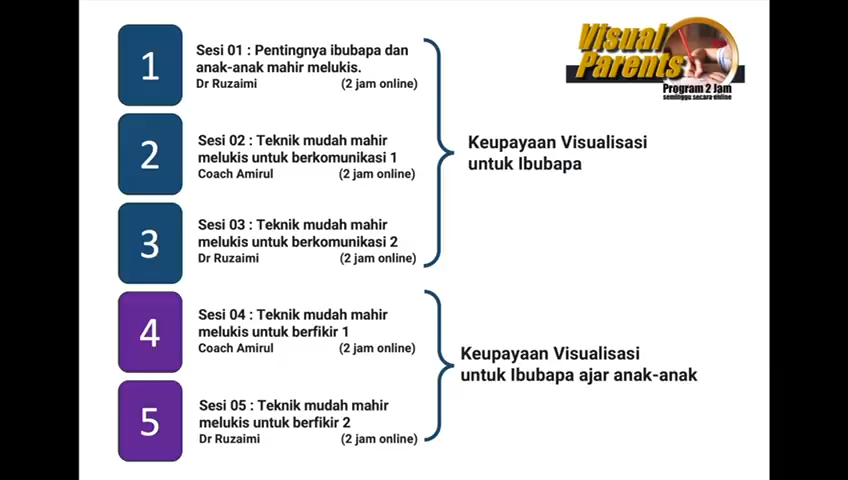 1
Sesi 01 : Pentingnya ibubapa dan
anak-anak mahir melukis.
Dr Ruzaimi (2 jam online)
2
Sesi 02 : Teknik mudah mahir
melukis untuk berkomunikasi 1
Coach Amirul (2 jam online)
3
Sesi 03 : Teknik mudah mahir
melukis untuk berkomunikasi 2
Dr Ruzaimi (2 jam online)
Keupayaan Visualisasi
untuk Ibubapa
4
Sesi 04 : Teknik mudah mahir
melukis untuk berfikir 1
Coach Amirul (2 jam online)
5
Sesi 05 : Teknik mudah mahir
melukis untuk berfikir 2
Dr Ruzaimi (2 jam online)
Keupayaan Visualisasi
untuk Ibubapa ajar anak-anak
Visual
Parents
Program 2 Jam
seminggu secara online